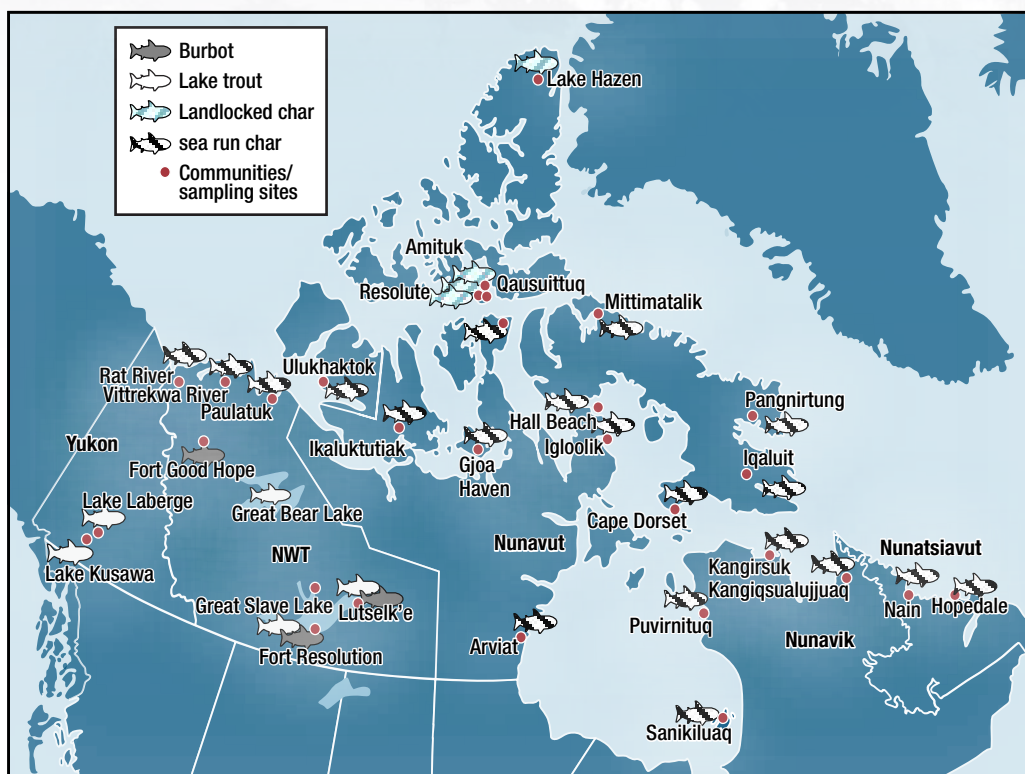 Burbot
Lake trout
Landlocked char
sea run char
Communities/
sampling sites
Lake Hazen
Amituk
Resolute
Qausuittuq
Mittimatalik
Rat River
Vittrekwa River
Paulatuk
Ulukhaktok
Ikaluktutiak
Gjoa
Haven
Hall Beach
Igloolik
Pangnirtung
Iqaluit
Yukon
Fort Good Hope
Lake Laberge
Great Bear Lake
Lake Kusawa
NWT
Nunavut
Cape Dorset
Kangirsuk
Kangiqsualujjuaq
Nunatsiavut
Nain
Hopedale
Great Slave Lake
Lutselk’e
Fort Resolution
Arviat
Puvirnituq
Nunavik
Sanikiluaq